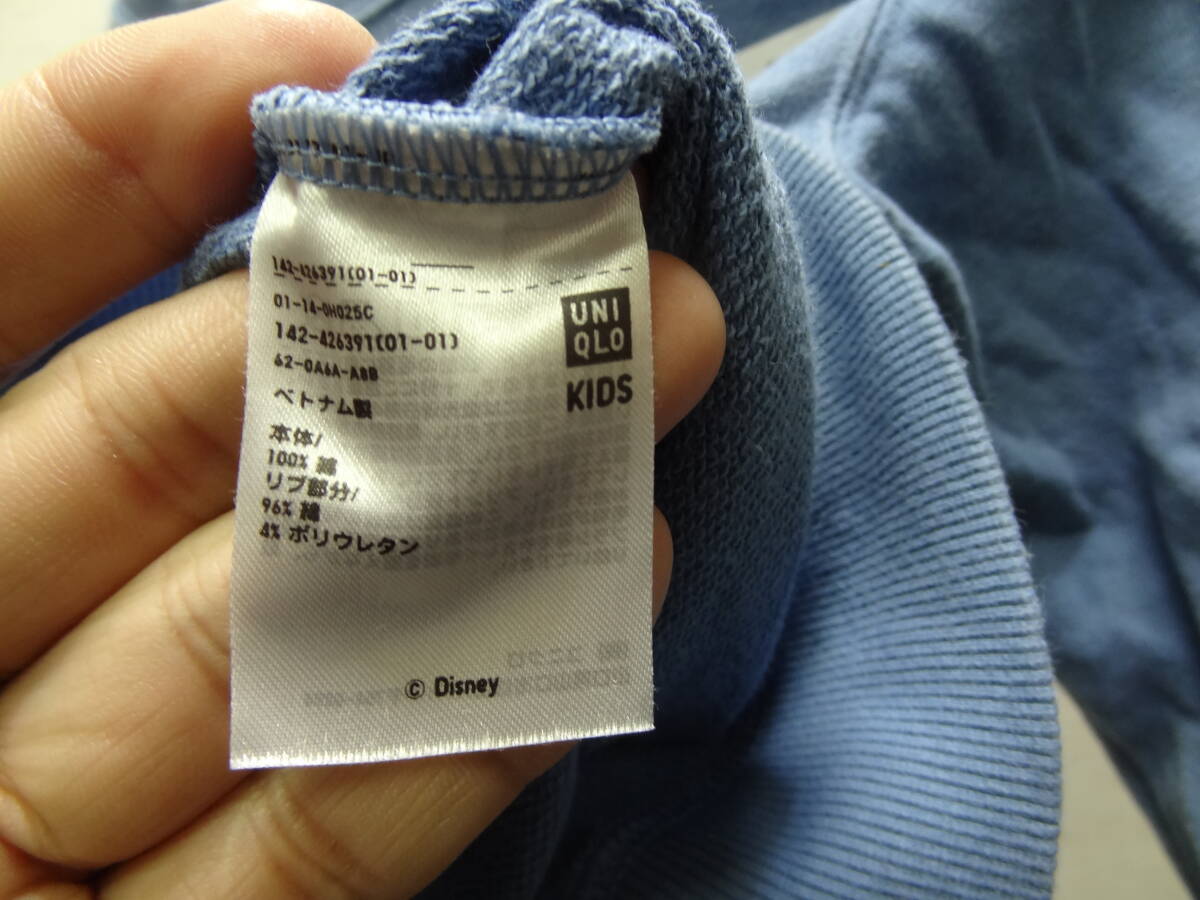 142-426391(01-01)
01-14-0H025C
142-426391(01-01)
62-0A6A-A8B
ベトナム製
本体/
100% 綿
リブ部分/
96% 綿
4% ポリウレタン
UNI
QLO
KIDS
© Disney